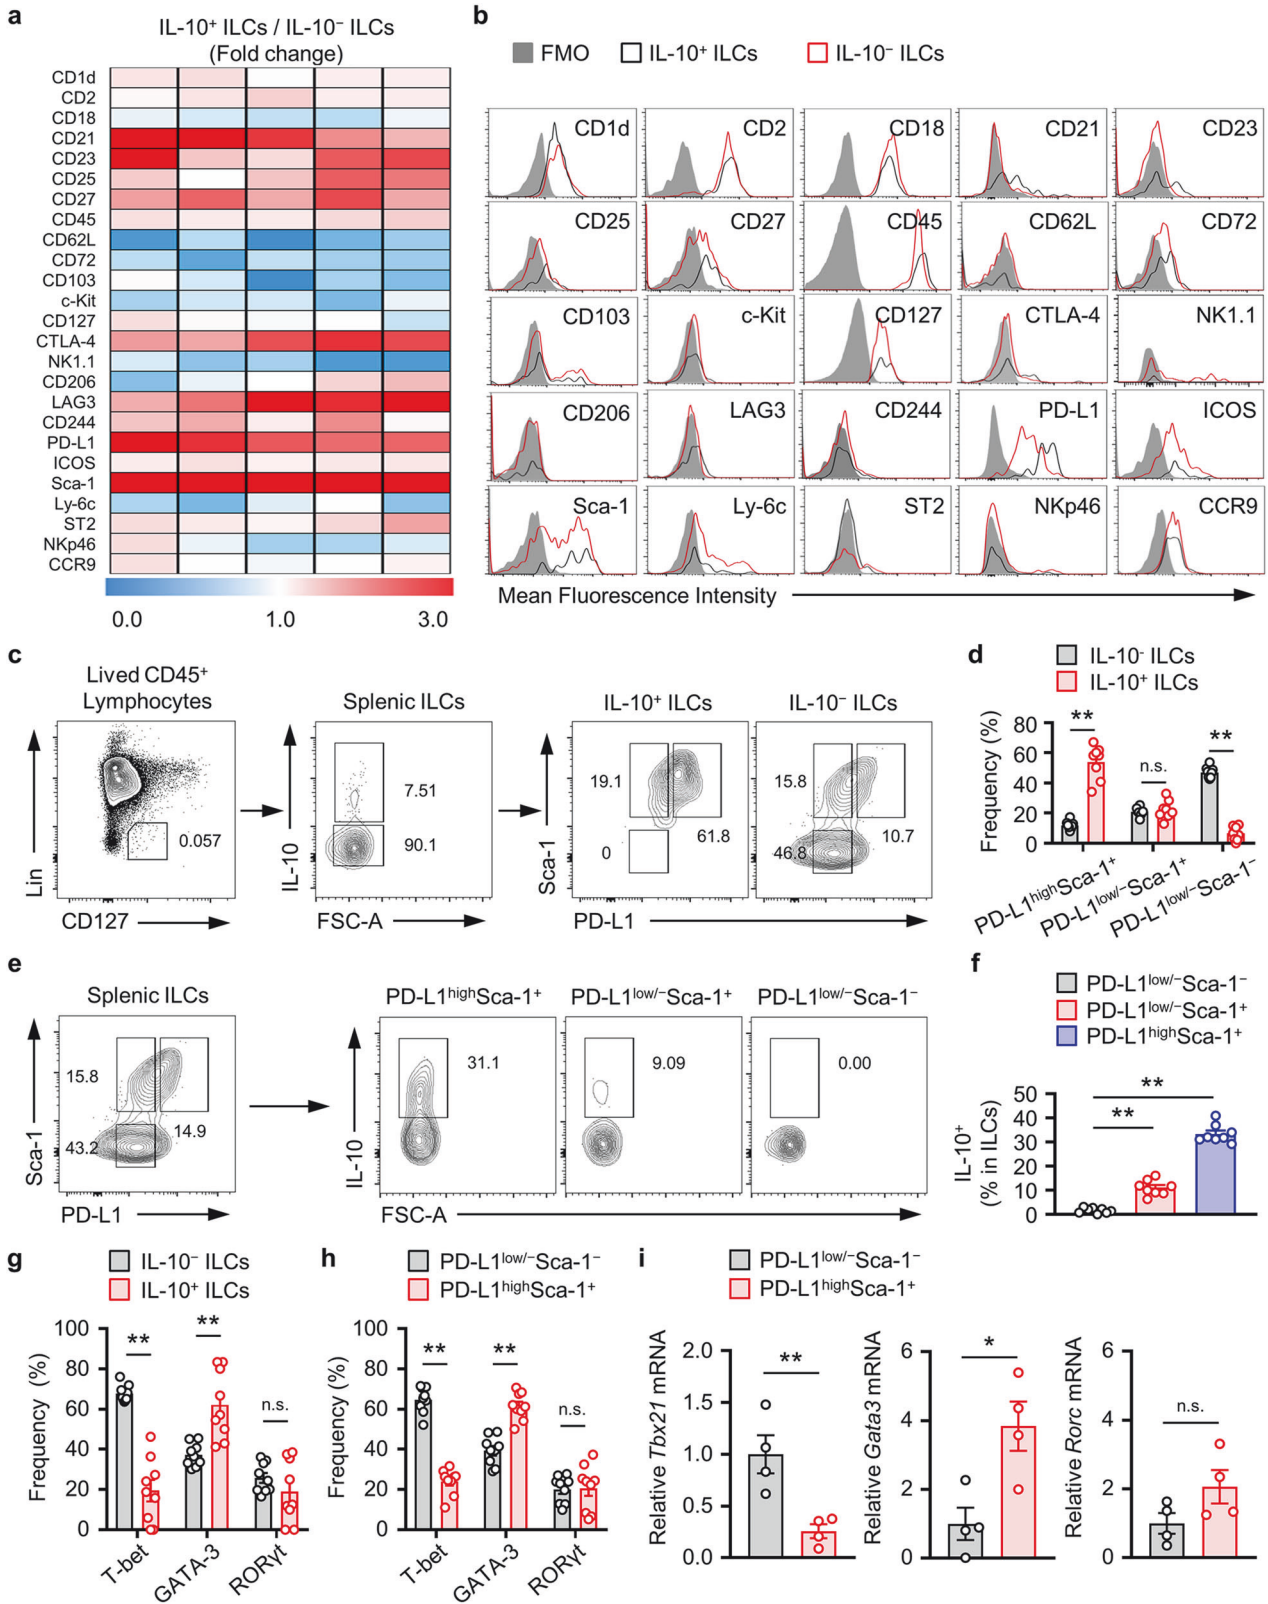 a
IL-10⁺ ILCs / IL-10⁻ ILCs
(Fold change)
CD1d
CD2
CD18
CD21
CD23
CD25
CD27
CD45
CD62L
CD72
CD103
c-Kit
CD127
CTLA-4
NK1.1
CD206
LAG3
CD244
PD-L1
ICOS
Sca-1
Ly-6c
ST2
NKp46
CCR9
0.0 1.0 3.0
b
FMO IL-10⁺ ILCs IL-10⁻ ILCs
CD1d CD2 CD18 CD21 CD23
CD25 CD27 CD45 CD62L CD72
CD103 c-Kit CD127 CTLA-4 NK1.1
CD206 LAG3 CD244 PD-L1 ICOS
Sca-1 Ly-6c ST2 NKp46 CCR9
Mean Fluorescence Intensity
c
Lived CD45⁺
Lymphocytes
Splenic ILCs
IL-10⁺ ILCs
IL-10⁻ ILCs
Lin
0.057
CD127
IL-10
7.51
90.1
FSC-A
Sca-1
19.1
61.8
0
15.8
10.7
46.8
PD-L1
d
IL-10⁻ ILCs
IL-10⁺ ILCs
Frequency (%)
80
60
40
20
0
** n.s. **
PD-L1ʰⁱᵍʰSca-1⁺
PD-L1ˡᵒʷ/⁻Sca-1⁺
PD-L1ˡᵒʷ/⁻Sca-1⁻
e
Splenic ILCs
PD-L1ʰⁱᵍʰSca-1⁺ PD-L1ˡᵒʷ/⁻Sca-1⁺ PD-L1ˡᵒʷ/⁻Sca-1⁻
Sca-1
15.8
14.9
43.2
PD-L1
IL-10
31.1
9.09
0.00
FSC-A
f
PD-L1ˡᵒʷ/⁻Sca-1⁻
PD-L1ˡᵒʷ/⁻Sca-1⁺
PD-L1ʰⁱᵍʰSca-1⁺
IL-10⁺
(% in ILCs)
50
40
30
20
10
0
**
**
g
IL-10⁻ ILCs
IL-10⁺ ILCs
Frequency (%)
100
80
60
40
20
0
** ** n.s.
T-bet
GATA-3
RORγt
h
PD-L1ˡᵒʷ/⁻Sca-1⁻
PD-L1ʰⁱᵍʰSca-1⁺
Frequency (%)
100
80
60
40
20
0
** ** n.s.
T-bet
GATA-3
RORγt
i
PD-L1ˡᵒʷ/⁻Sca-1⁻
PD-L1ʰⁱᵍʰSca-1⁺
Relative Tbx21 mRNA
2.0
1.5
1.0
0.5
0.0
**
Relative Gata3 mRNA
6
4
2
0
*
Relative Rorc mRNA
6
4
2
0
n.s.